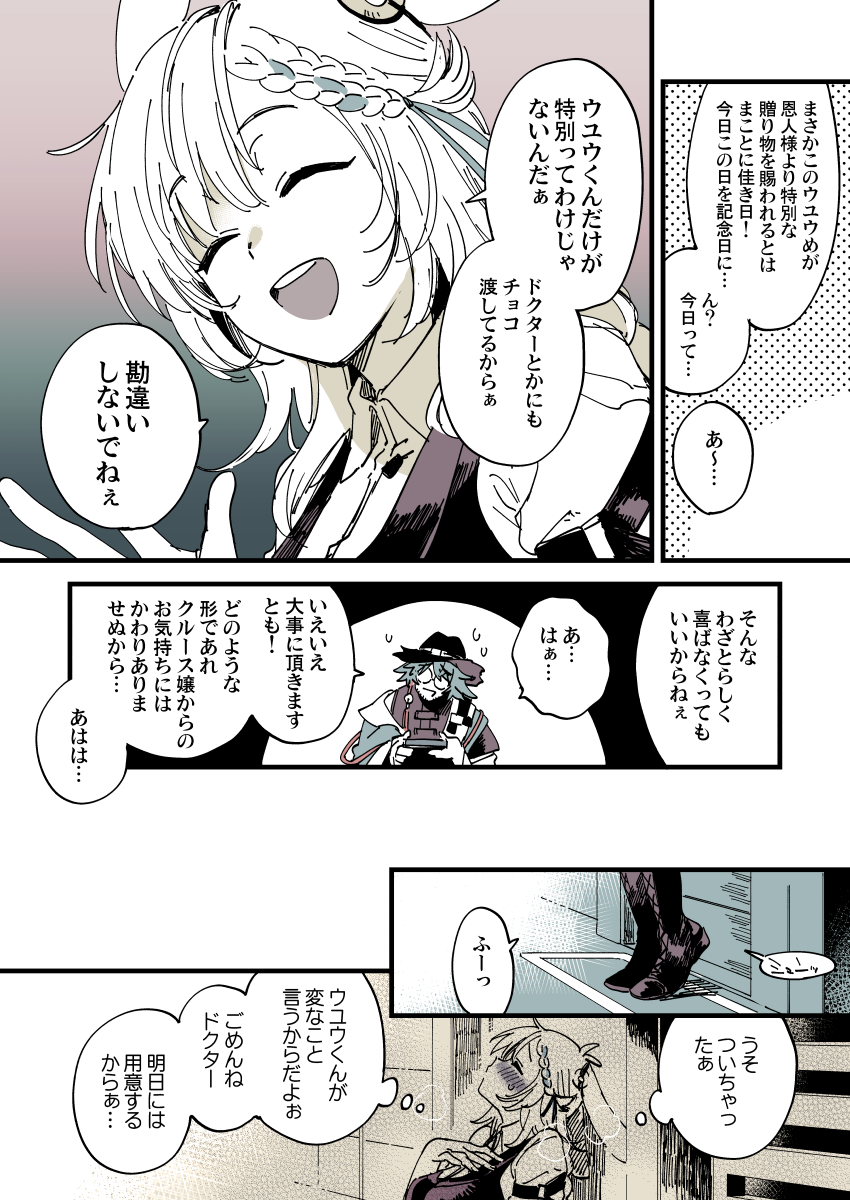 まさかこのウユウめが
恩人様より特別な
贈り物を賜われるとは
まことに佳き日！
今日この日を記念日に…
ん？
今日って…
あ〜…
ウユウくんだけが
特別ってわけじゃ
ないんだぁ
ドクターとかにも
チョコ
渡してるからぁ
勘違い
しないでねぇ
そんな
わざとらしく
喜ばなくっても
いいからねぇ
あ…
はぁ…
いえいえ
大事に頂きます
とも！
どのような
形であれ
クルース嬢からの
お気持ちには
かわりありま
せぬから…
あはは…
シューッ
ふーっ
うそ
ついちゃっ
たぁ
ウユウくんが
変なこと
言うからだよぉ
ごめんね
ドクター
明日には
用意する
からぁ…